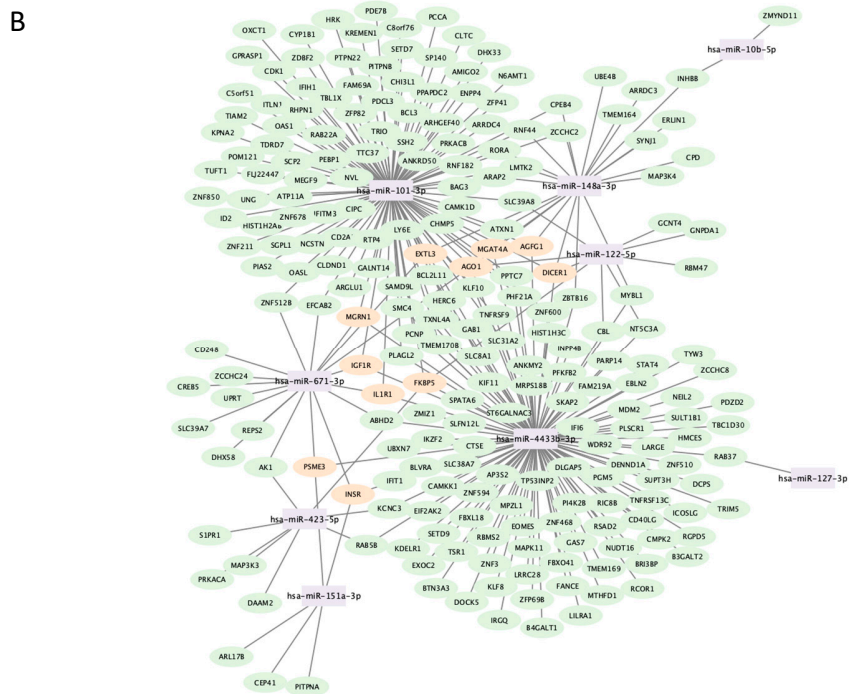 B
PDE7B
ZMYND11
HRK
C8orf76
PCCA
OXCT1
CYP1B1
KREMEN1
CLTC
hsa-miR-10b-5p
GPRASP1
ZDBF2
PTPN22
SETD7
SP140
DHX33
CDK1
PITPNB
AMIGO2
N6AMT1
UBE4B
INHBB
C5orf51
IFIH1
FAM69A
CHI3L1
PPAPDC2
ENPP4
ARRDC3
ITLN1
TBL1X
PDCL3
ZFP41
CPEB4
TMEM164
TIAM2
RHPN1
ZFP82
BCL3
ARHGEF40
ARRDC4
RNF44
ZCCHC2
ERLIN1
KPNA2
OAS1
RAB22A
TRIO
SSH2
PRKACB
SYNJ1
TDRD7
TTC37
RORA
CPD
POM121
SCP2
PEBP1
ANKRD50
RNF182
LMTK2
TUFT1
FLJ22447
MEGF9
NVL
ARAP2
hsa-miR-148a-3p
MAP3K4
hsa-miR-101-3p
BAG3
ZNF850
UNG
ATP11A
CAMK1D
SLC39A8
ID2
ZNF678
IFITM3
CIPC
CHMP5
GCNT4
GNPDA1
LY6E
ATXN1
ZNF211
SGPL1
NCSTN
RTP4
EXTL3
MGAT4A
AGFG1
hsa-miR-122-5p
PIAS2
OASL
CLDND1
GALNT14
AGO1
DICER1
RBM47
BCL2L11
PPTC7
ARGLU1
SAMD9L
KLF10
PHF21A
ZBTB16
MYBL1
ZNF512B
EFCAB2
SMC4
HERC6
MGRN1
TXNL4A
TNFRSF9
ZNF600
GAB1
HIST1H3C
CBL
NT5C3A
PCNP
TMEM170B
SLC31A2
CD248
PLAGL2
SLC8A1
INPP4B
TYW3
IGF1R
ANKMY2
PARP14
STAT4
ZCCHC24
PFKFB2
ZCCHC8
hsa-miR-671-3p
FKBP5
KIF11
MRPS18B
FAM219A
EBLN2
CREB5
UPRT
IL1R1
NEIL2
PDZD2
SPATA6
SKAP2
MDM2
ABHD2
ZMIZ1
ST6GALNAC3
SULT1B1
TBC1D30
SLC39A7
REPS2
SLFN12L
IFI6
PLSCR1
HMCES
IKZF2
hsa-miR-4433b-3p
WDR92
LARGE
DHX58
UBXN7
CTSE
RAB37
AK1
PSME3
BLVRA
SLC38A7
DLGAP5
DENND1A
ZNF510
hsa-miR-127-3p
IFIT1
AP3S2
TP53INP2
PGM5
SUPT3H
DCPS
CAMKK1
INSR
ZNF594
PI4K2B
RIC8B
TNFRSF13C
KCNC3
EIF2AK2
MPZL1
ICOSLG
TRIM5
hsa-miR-423-5p
FBXL18
EOMES
ZNF468
RSAD2
CD40LG
S1PR1
SETD9
RBMS2
CMPK2
RGPD5
RAB5B
KDELR1
TSR1
MAPK11
GAS7
NUDT16
B3GALT2
MAP3K3
EXOC2
ZNF3
FBXO41
TMEM169
BRI3BP
PRKACA
LRRC28
BTN3A3
KLF8
FANCE
MTHFD1
RCOR1
DAAM2
hsa-miR-151a-3p
DOCK5
ZFP69B
IRGQ
LILRA1
B4GALT1
ARL17B
CEP41
PITPNA